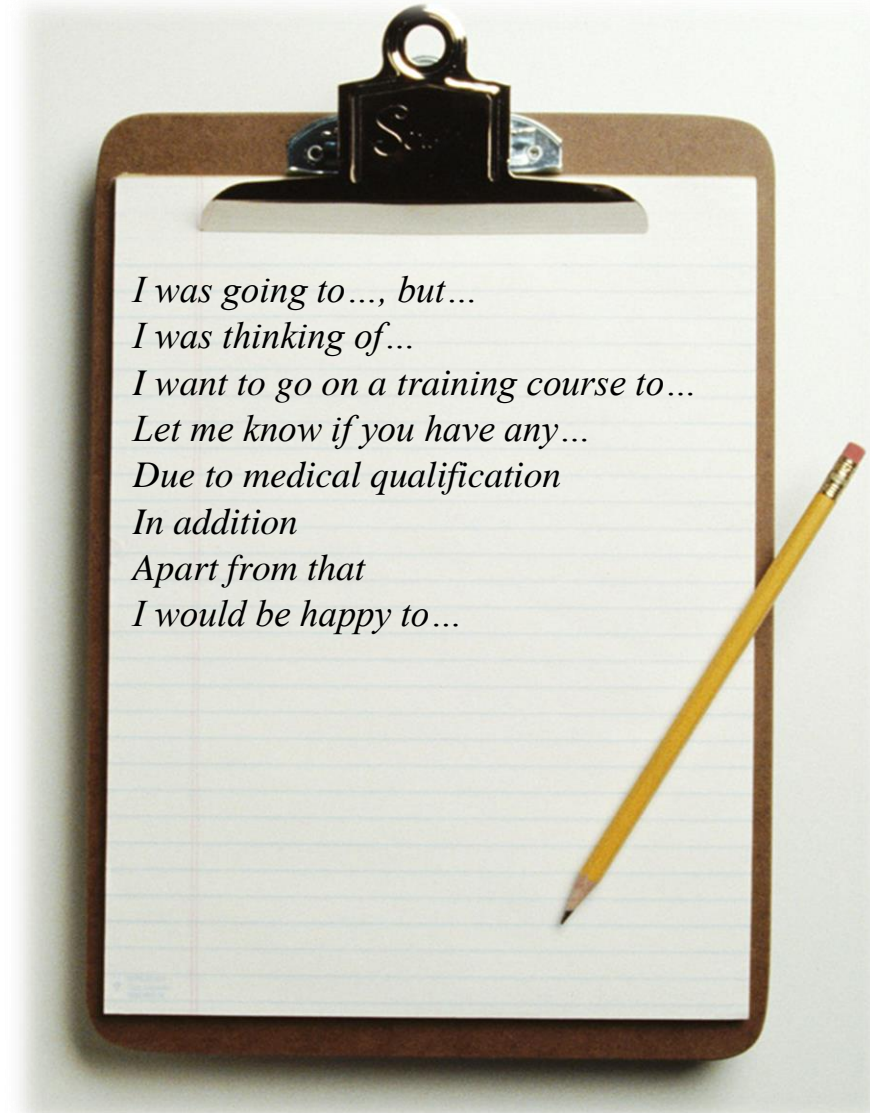 I was going to…, but…
I was thinking of…
I want to go on a training course to…
Let me know if you have any…
Due to medical qualification
In addition
Apart from that
I would be happy to…